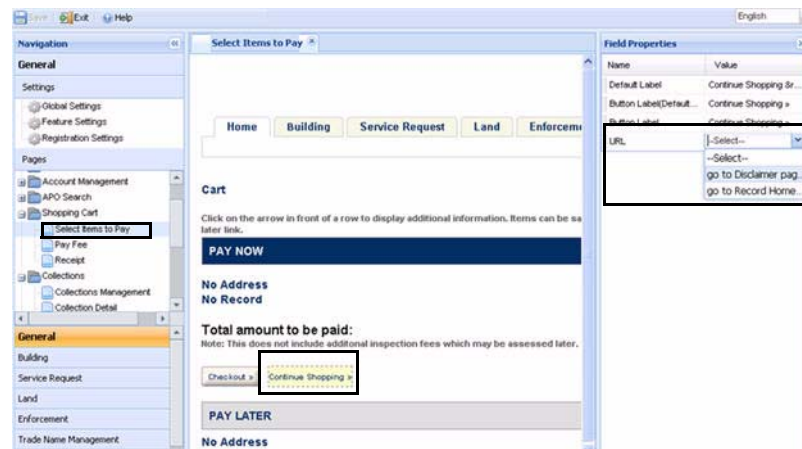 Save Exit Help
English
Navigation
General
Settings
Global Settings
Feature Settings
Registration Settings
Pages
Account Management
APO Search
Shopping Cart
Select Items to Pay
Pay Fee
Receipt
Collections
Collections Management
Collection Detail
General
Building
Service Request
Land
Enforcement
Trade Name Management
Select Items to Pay
Home Building Service Request Land Enforceme
Cart
Click on the arrow in front of a row to display additional information. Items can be sa
later link.
PAY NOW
No Address
No Record
Total amount to be paid:
Note: This does not include additonal inspection fees which may be assessed later.
Checkout » Continue Shopping »
PAY LATER
No Address
Field Properties
Name Value
Default Label Continue Shopping &r...
Button Label(Default... Continue Shopping »
Button Label Continue Shopping »
URL --Select--
--Select--
go to Disclaimer pag...
go to Record Home...